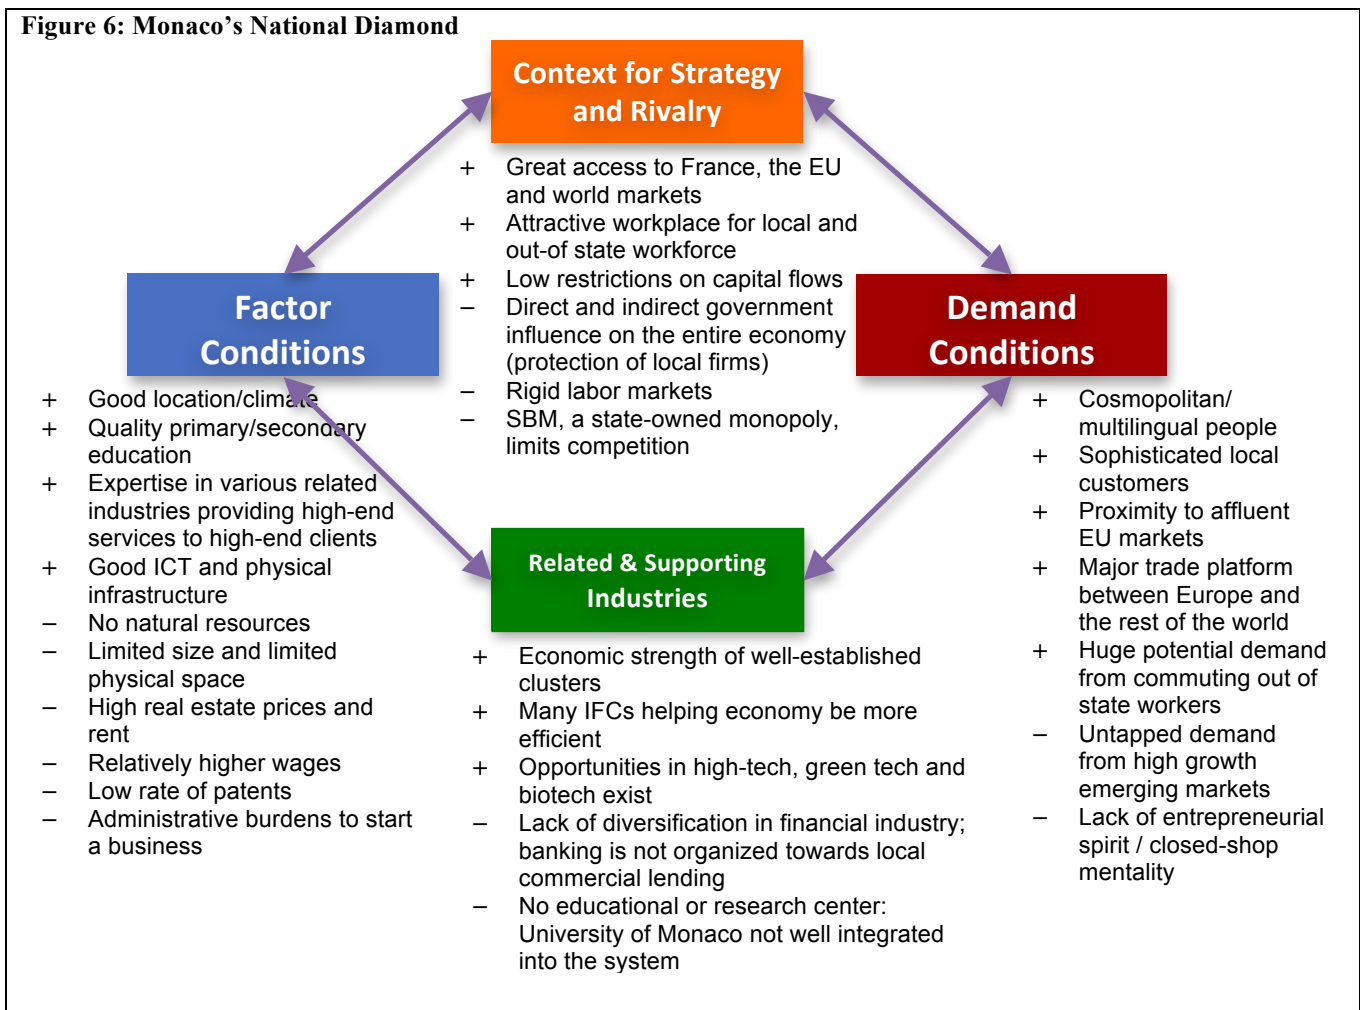 Figure 6: Monaco's National Diamond
Context for Strategy
and Rivalry
+ Great access to France, the EU
and world markets
+ Attractive workplace for local and
out-of state workforce
+ Low restrictions on capital flows
– Direct and indirect government
influence on the entire economy
(protection of local firms)
– Rigid labor markets
– SBM, a state-owned monopoly,
limits competition
Factor
Conditions
+ Good location/climate
+ Quality primary/secondary
education
+ Expertise in various related
industries providing high-end
services to high-end clients
+ Good ICT and physical
infrastructure
– No natural resources
– Limited size and limited
physical space
– High real estate prices and
rent
– Relatively higher wages
– Low rate of patents
– Administrative burdens to start
a business
Demand
Conditions
+ Cosmopolitan/
multilingual people
+ Sophisticated local
customers
+ Proximity to affluent
EU markets
+ Major trade platform
between Europe and
the rest of the world
+ Huge potential demand
from commuting out of
state workers
– Untapped demand
from high growth
emerging markets
– Lack of entrepreneurial
spirit / closed-shop
mentality
Related & Supporting
Industries
+ Economic strength of well-established
clusters
+ Many IFCs helping economy be more
efficient
+ Opportunities in high-tech, green tech and
biotech exist
– Lack of diversification in financial industry;
banking is not organized towards local
commercial lending
– No educational or research center:
University of Monaco not well integrated
into the system